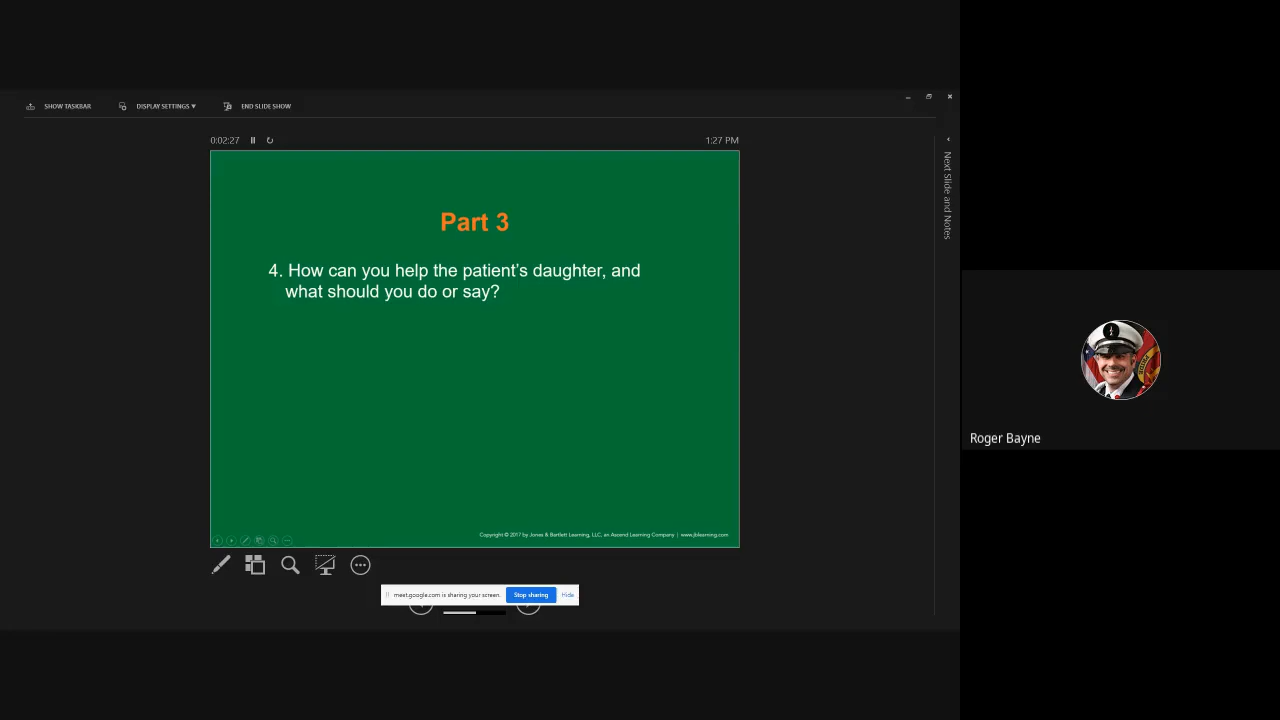 SHOW TASKBAR
DISPLAY SETTINGS ▼
END SLIDE SHOW
0:02:27
1:27 PM
Next Slide and Notes
Part 3
4. How can you help the patient’s daughter, and
what should you do or say?
Copyright © 2017 by Jones & Bartlett Learning, LLC, an Ascend Learning Company | www.jblearning.com
meet.google.com is sharing your screen.
Stop sharing
Hide
Roger Bayne